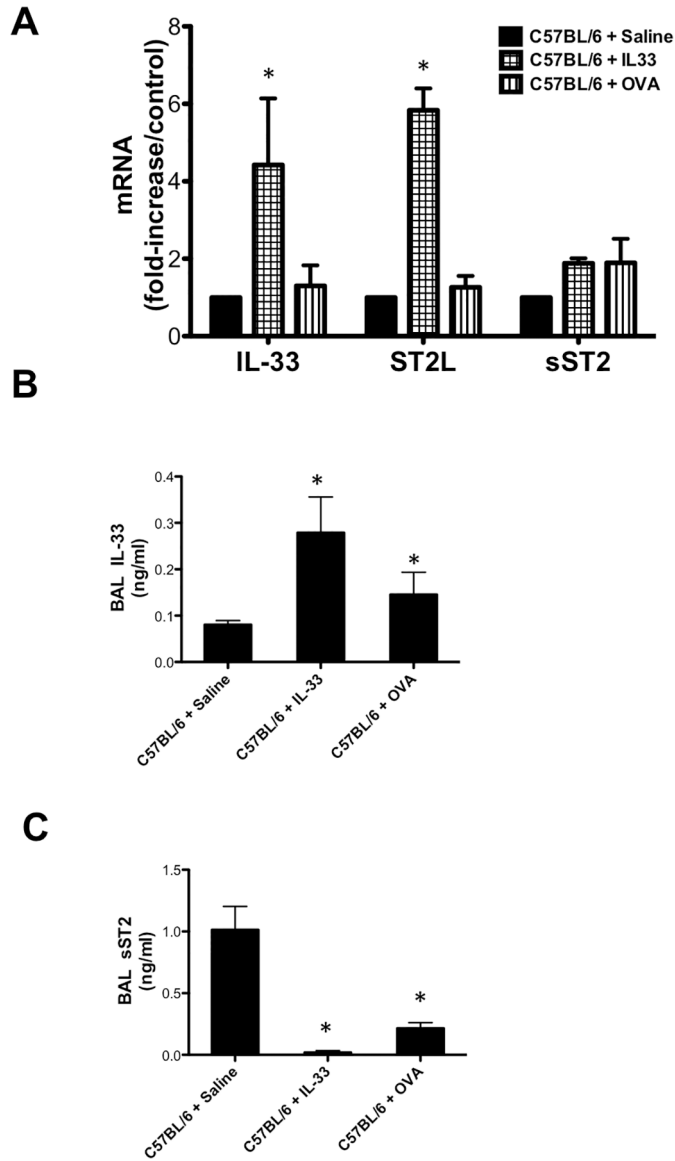 A
C57BL/6 + Saline
C57BL/6 + IL33
C57BL/6 + OVA
mRNA
(fold-increase/control)
8
6
4
2
0
*
*
IL-33 ST2L sST2
B
BAL IL-33
(ng/ml)
0.4
0.3
0.2
0.1
0.0
*
*
C57BL/6 + Saline
C57BL/6 + IL-33
C57BL/6 + OVA
C
BAL sST2
(ng/ml)
1.5
1.0
0.5
0.0
*
*
C57BL/6 + Saline
C57BL/6 + IL-33
C57BL/6 + OVA